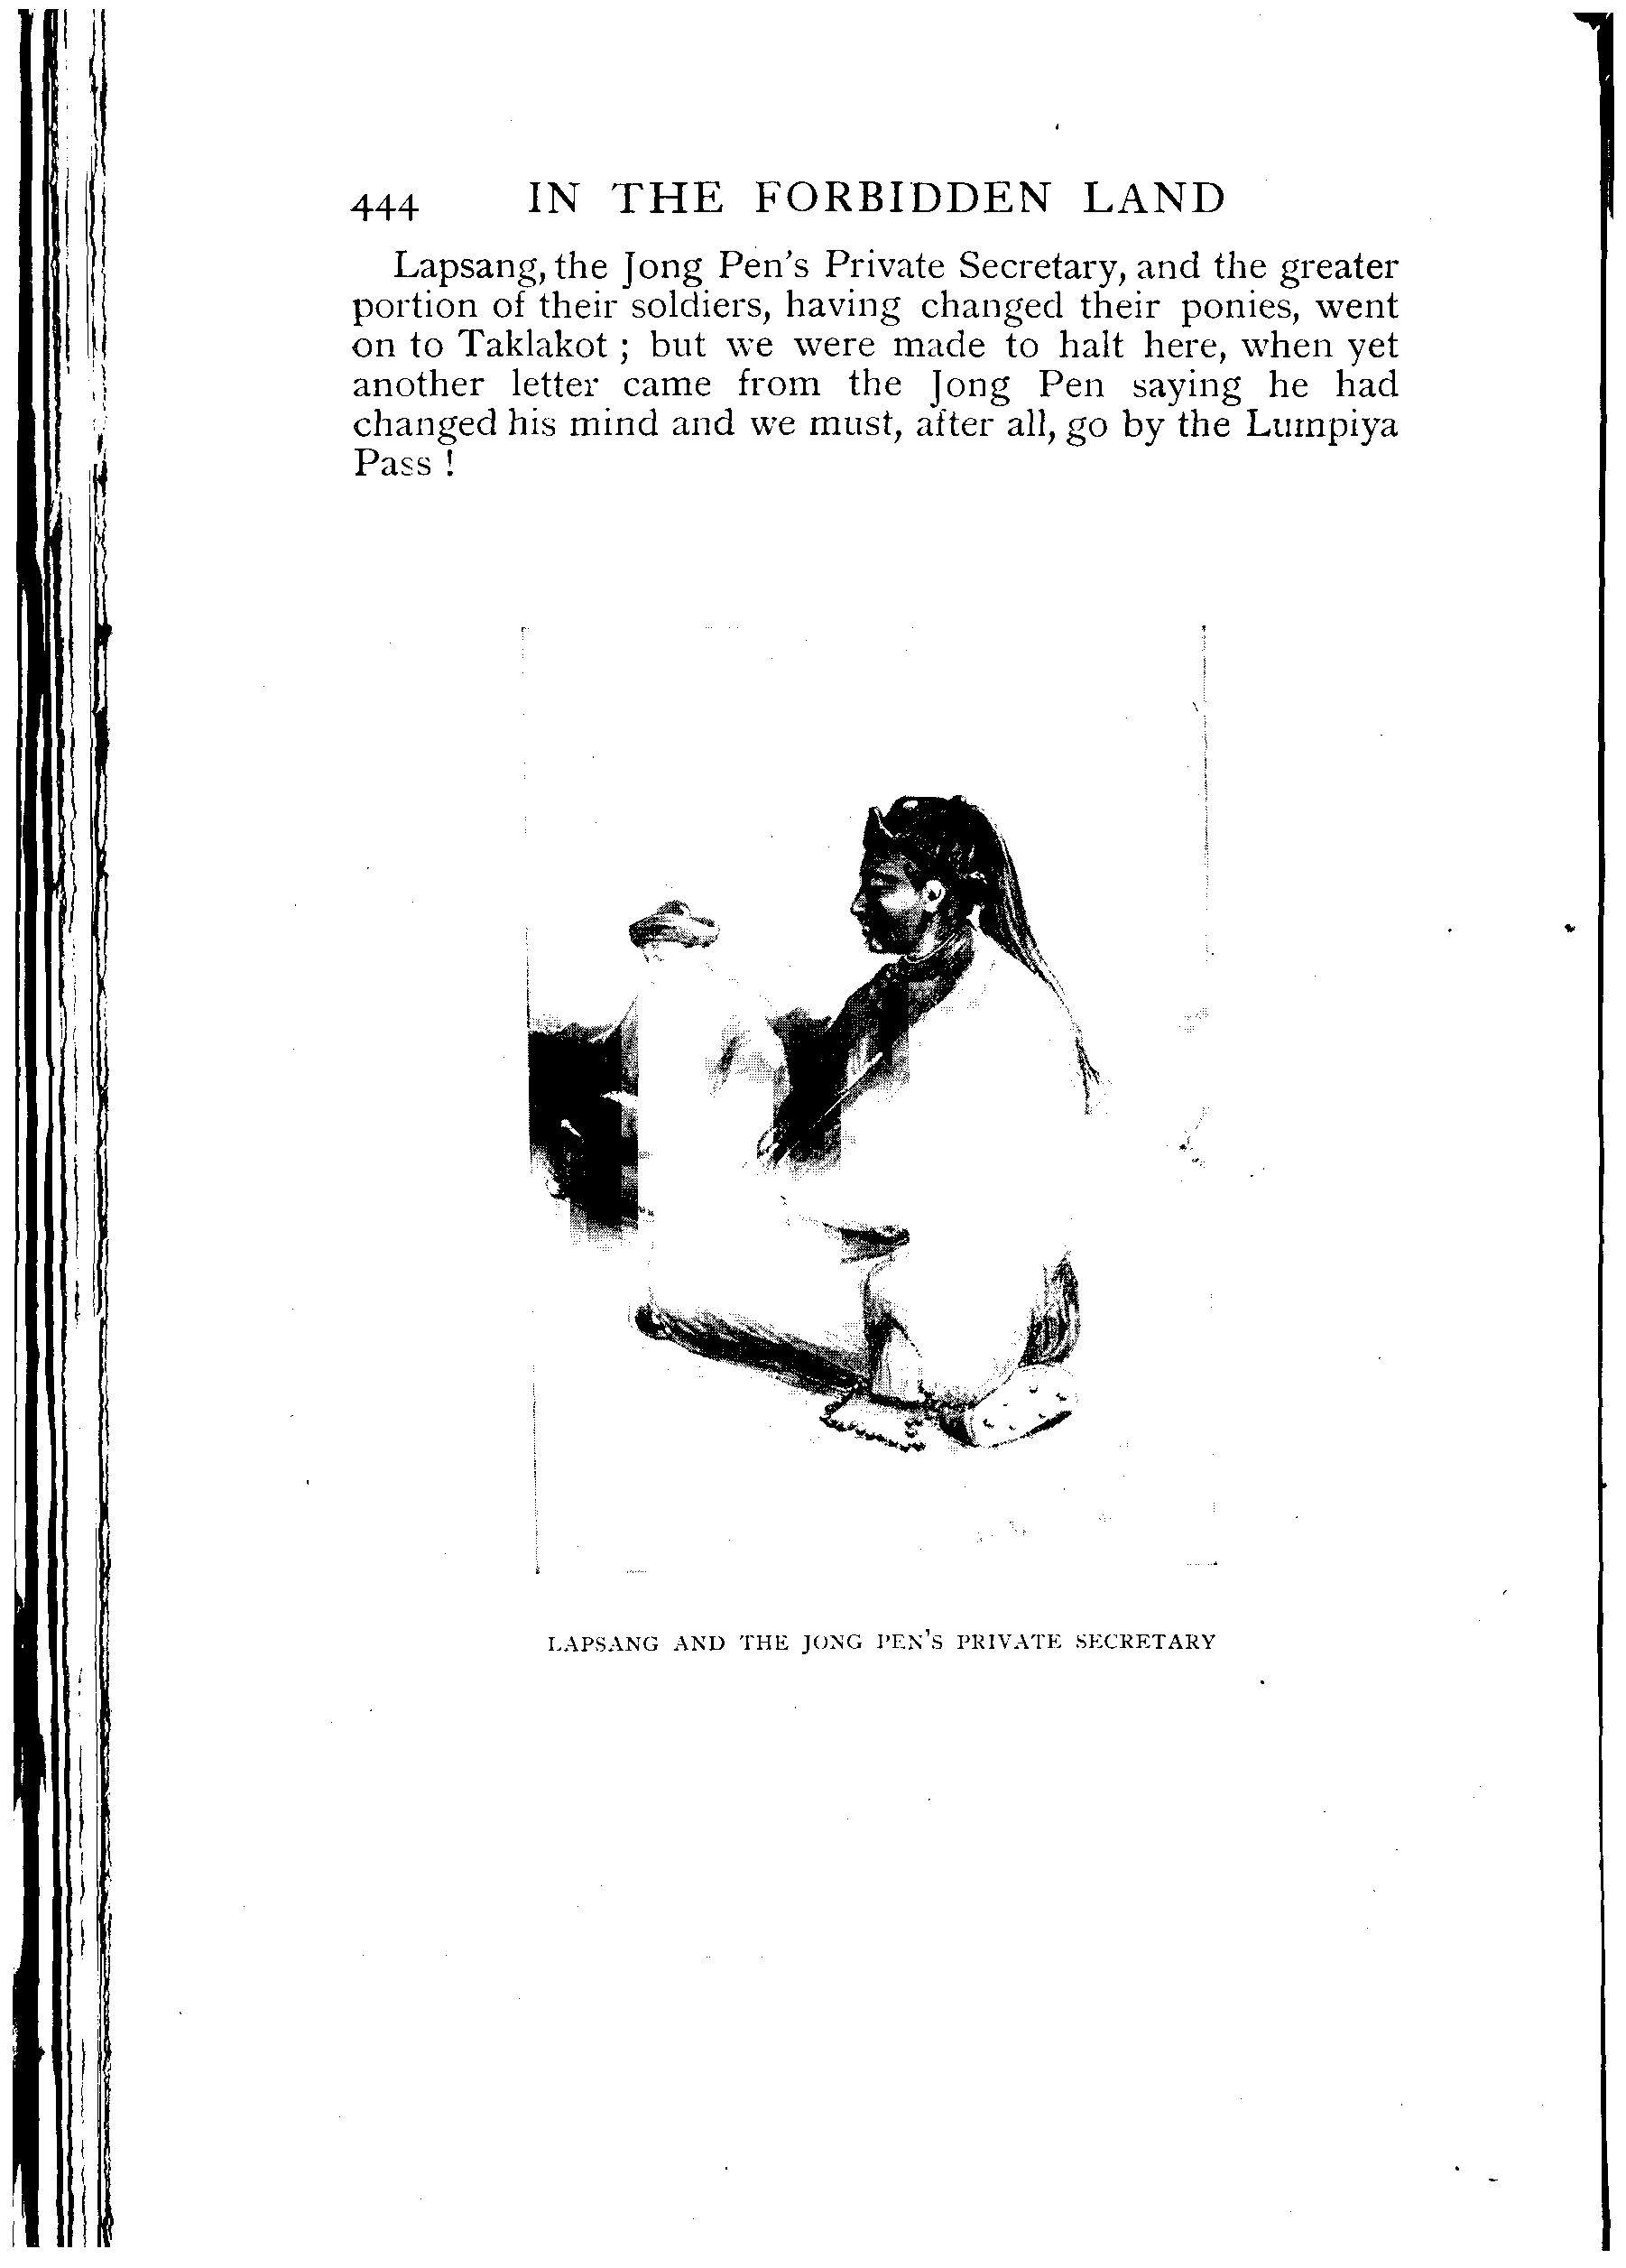 444 IN THE FORBIDDEN LAND
Lapsang, the Jong Pen's Private Secretary, and the greater
portion of their soldiers, having changed their ponies, went
on to Taklakot ; but we were made to halt here, when yet
another letter came from the Jong Pen saying he had
changed his mind and we must, after all, go by the Lumpiya
Pass !
LAPSANG AND THE JONG PEN'S PRIVATE SECRETARY